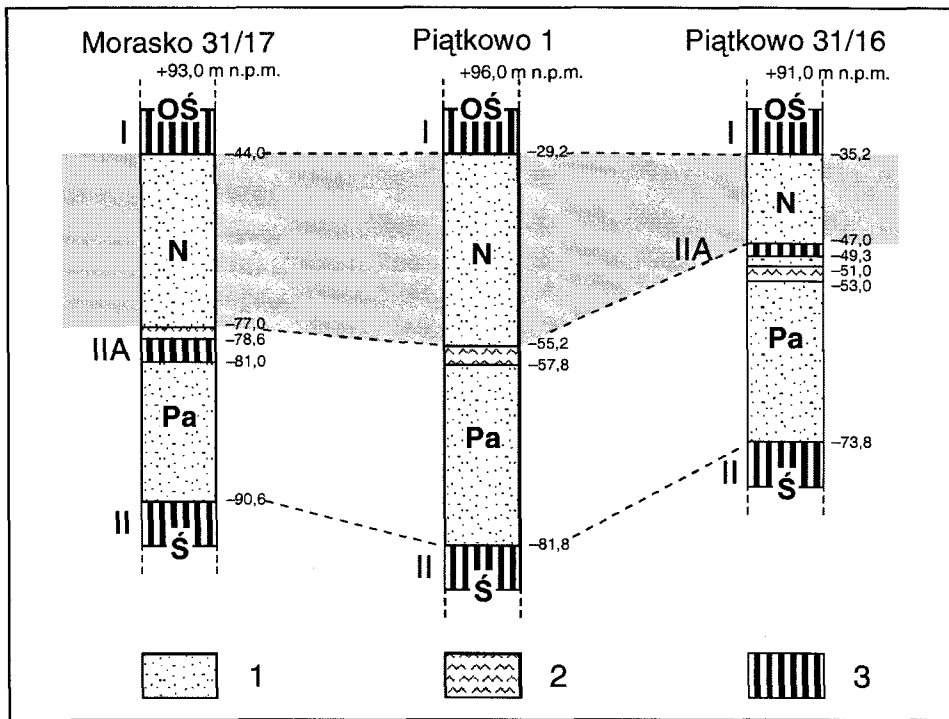 Morasko 31/17 Piątkowo 1 Piątkowo 31/16
+93,0 m n.p.m. +96,0 m n.p.m. +91,0 m n.p.m.
I OŚ I OŚ I OŚ
–44,0 –29,2 –35,2
N N N
IIA –47,0
–49,3
–51,0
–53,0
–77,0
–78,6 –55,2
IIA –81,0 –57,8
Pa Pa Pa
–90,6 –81,8 –73,8
II Ś II Ś II Ś
1 2 3